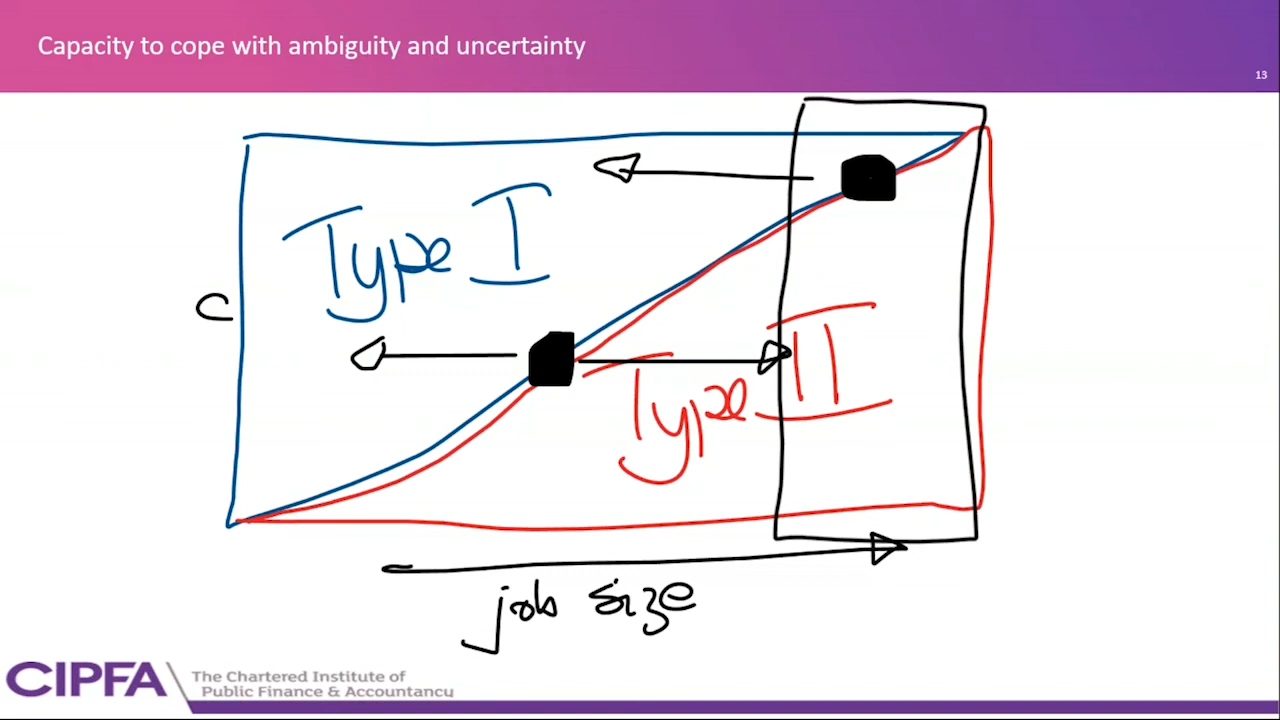 Capacity to cope with ambiguity and uncertainty
13
Type I
C
Type II
job size
CIPFA
The Chartered Institute of
Public Finance & Accountancy